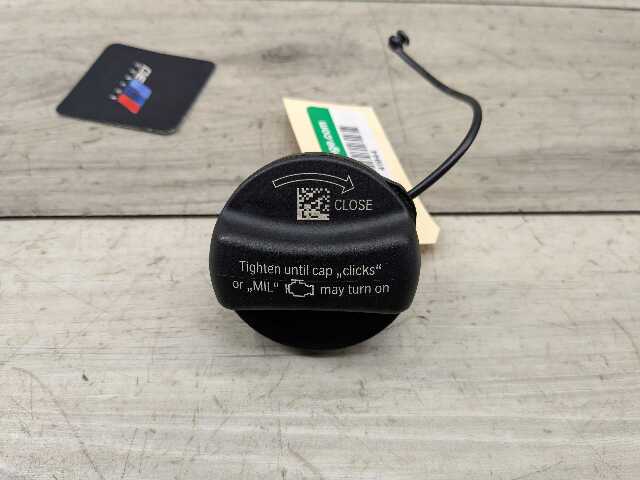 CLOSE
Tighten until cap „clicks“
or „MIL“ may turn on